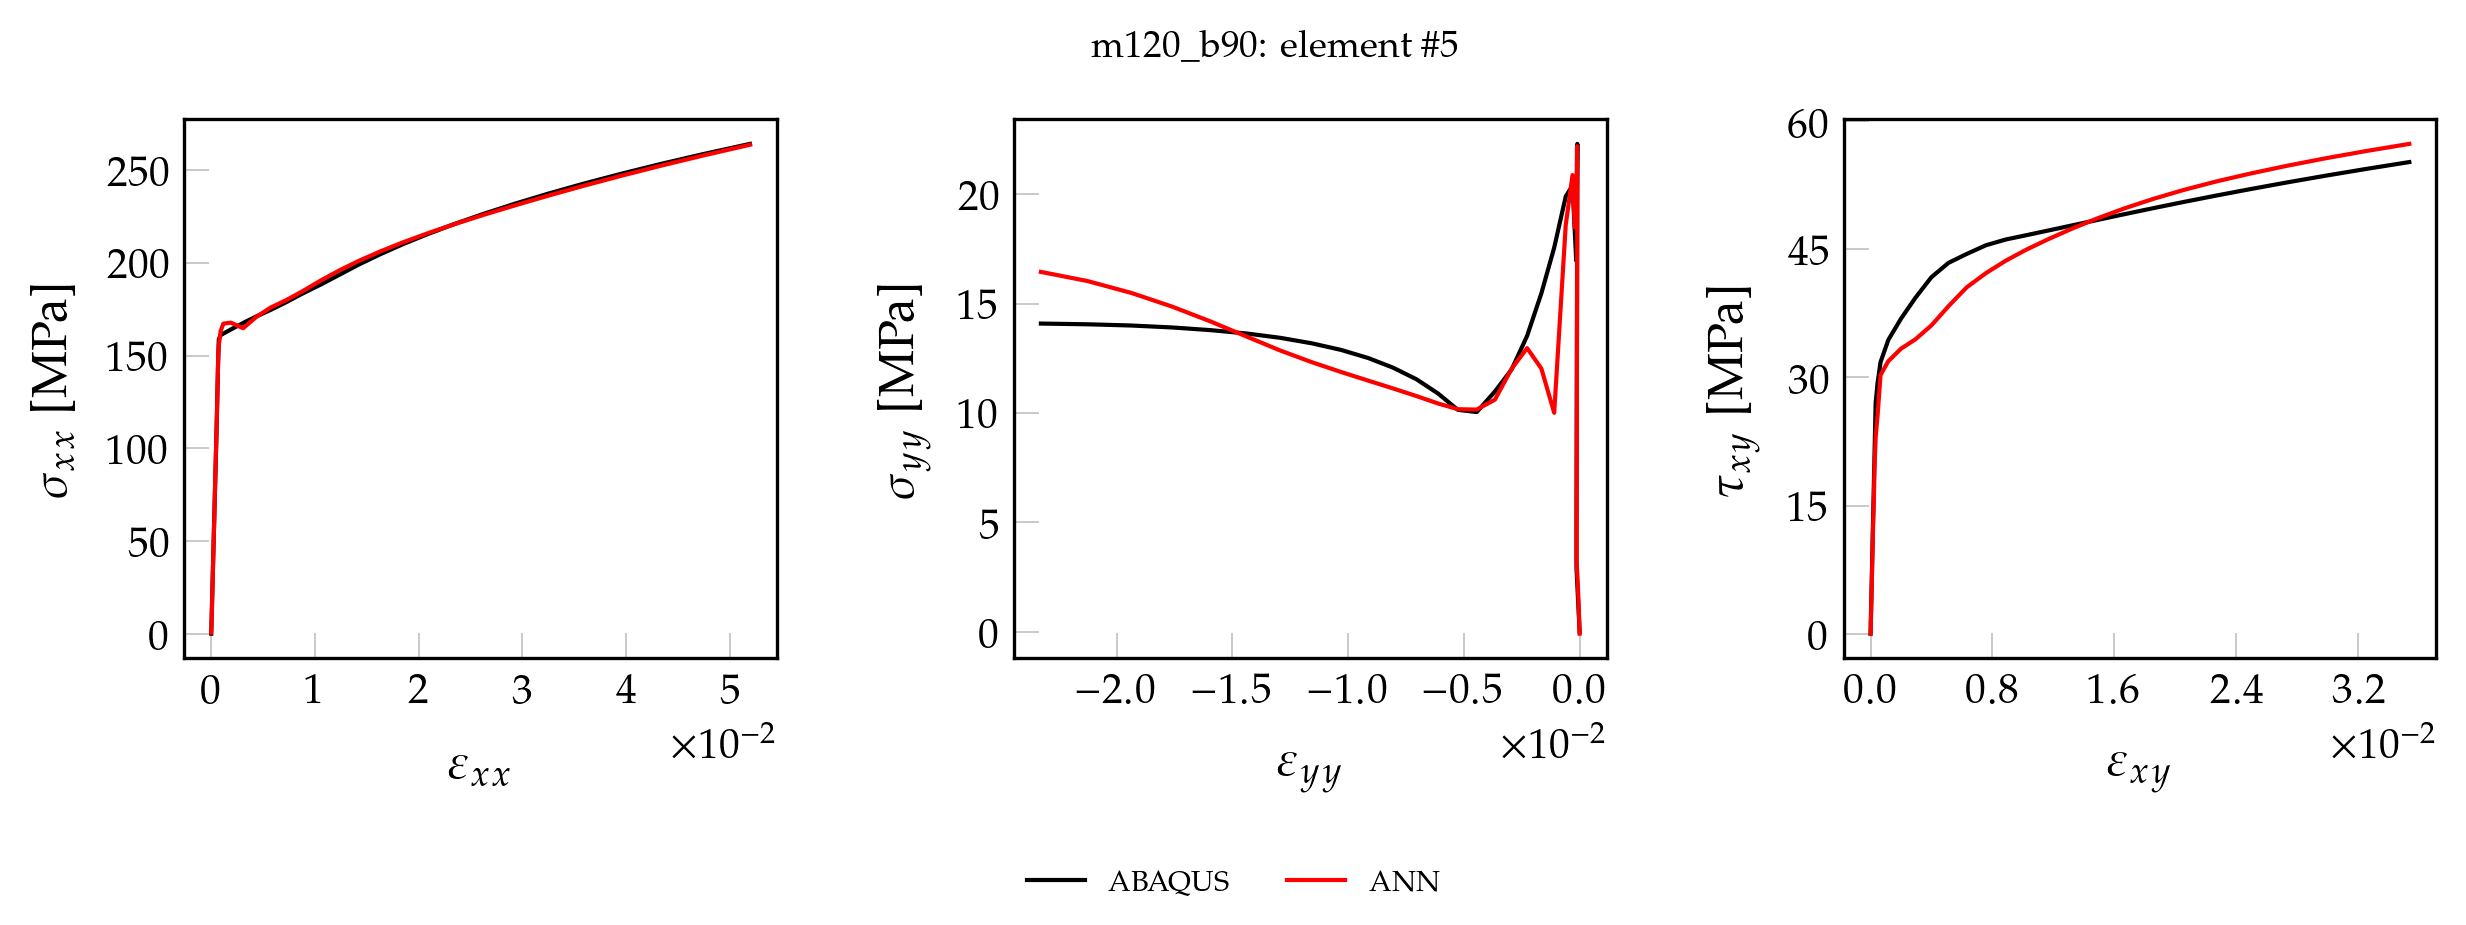 m120_b90: element #5
σxx [MPa]
250
200
150
100
50
0
0 1 2 3 4 5
×10−2
εxx
σyy [MPa]
20
15
10
5
0
−2.0 −1.5 −1.0 −0.5 0.0
×10−2
εyy
τxy [MPa]
60
45
30
15
0
0.0 0.8 1.6 2.4 3.2
×10−2
εxy
ABAQUS ANN